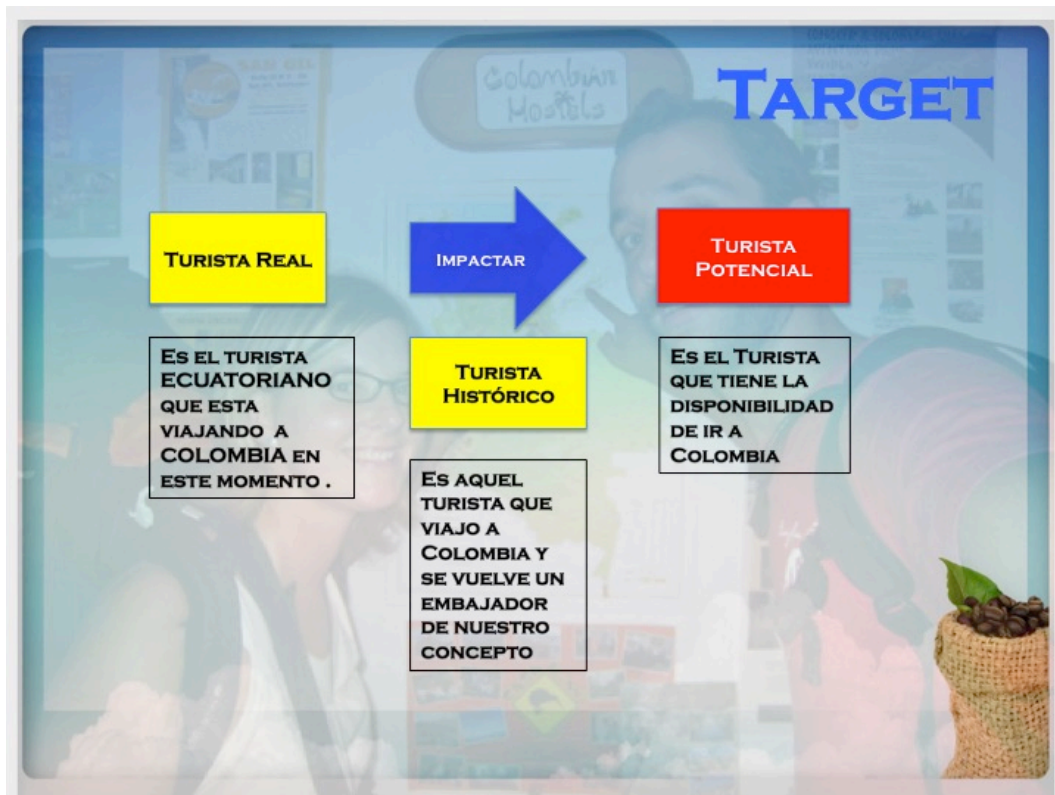 TARGET
Colombian
Hostels
SAN GIL
TURISTA REAL
IMPACTAR
TURISTA
POTENCIAL
ES EL TURISTA
ECUATORIANO
QUE ESTA
VIAJANDO A
COLOMBIA EN
ESTE MOMENTO .
TURISTA
HISTÓRICO
ES AQUEL
TURISTA QUE
VIAJO A
COLOMBIA Y
SE VUELVE UN
EMBAJADOR
DE NUESTRO
CONCEPTO
ES EL TURISTA
QUE TIENE LA
DISPONIBILIDAD
DE IR A
COLOMBIA